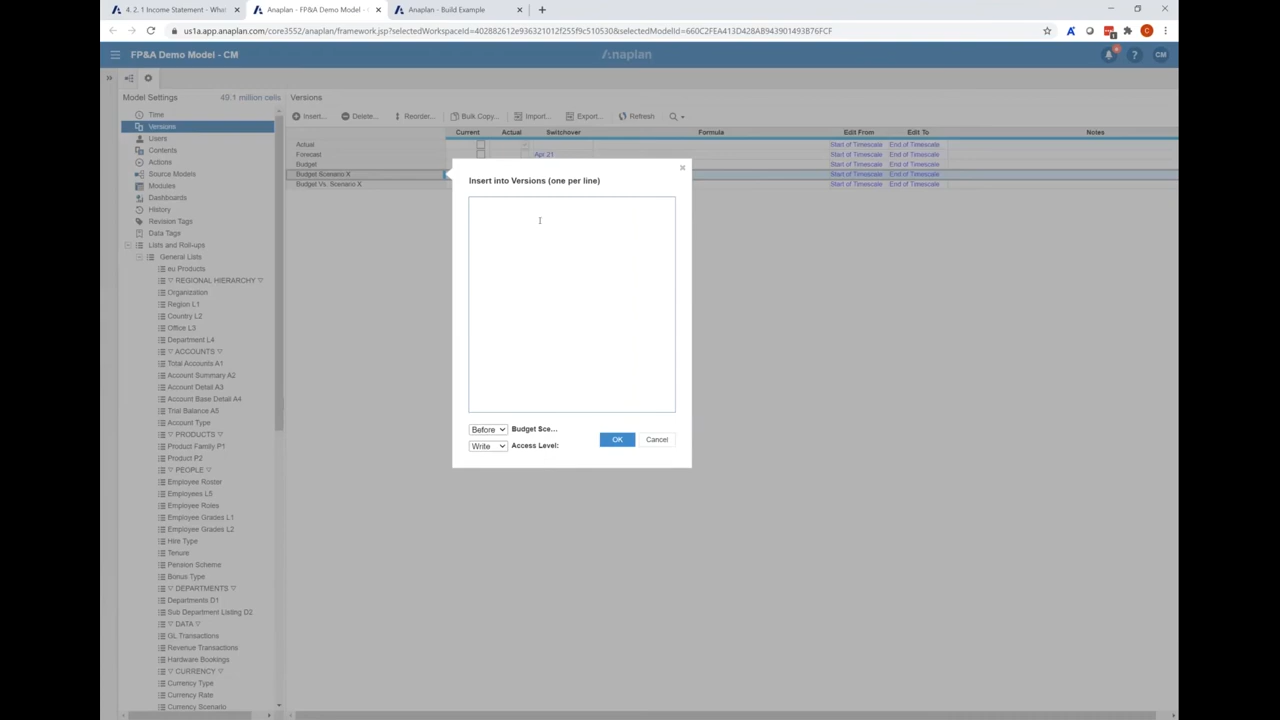 4. 2. 1 Income Statement - What
Anaplan - FP&A Demo Model -
Anaplan - Build Example
us1a.app.anaplan.com/core3552/anaplan/framework.jsp?selectedWorkspaceId=402882612e936321012f255f9c510530&selectedModelId=660C2FEA413D428AB943901493B76FCF
FP&A Demo Model - CM
Anaplan
CM
Model Settings
49.1 million cells
Time
Versions
Users
Contents
Actions
Source Models
Modules
Dashboards
History
Revision Tags
Data Tags
Lists and Roll-ups
General Lists
eu Products
▽ REGIONAL HIERARCHY ▽
Organization
Region L1
Country L2
Office L3
Department L4
▽ ACCOUNTS ▽
Total Accounts A1
Account Summary A2
Account Detail A3
Account Base Detail A4
Trial Balance A5
Account Type
▽ PRODUCTS ▽
Product Family P1
Product P2
▽ PEOPLE ▽
Employee Roster
Employees L5
Employee Roles
Employee Grades L1
Employee Grades L2
Hire Type
Tenure
Pension Scheme
Bonus Type
▽ DEPARTMENTS ▽
Departments D1
Sub Department Listing D2
▽ DATA ▽
GL Transactions
Revenue Transactions
Hardware Bookings
▽ CURRENCY ▽
Currency Type
Currency Rate
Currency Scenario
Versions
Insert... Delete... Reorder... Bulk Copy... Import... Export... Refresh
Current Actual Switchover Formula Edit From Edit To Notes
Actual Start of Timescale End of Timescale
Forecast Apr 21 Start of Timescale End of Timescale
Budget Start of Timescale End of Timescale
Budget Scenario X Start of Timescale End of Timescale
Budget Vs. Scenario X Start of Timescale End of Timescale
Insert into Versions (one per line)
Before Budget Sce...
Write Access Level:
OK Cancel